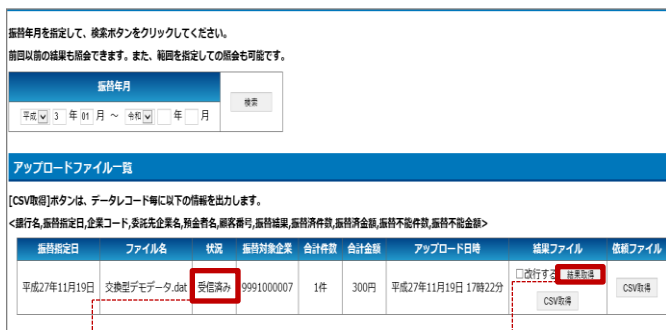 振替年月を指定して、検索ボタンをクリックしてください。
前回以前の結果も照会できます。また、範囲を指定しての照会も可能です。
振替年月
平成 3 年 01 月 ～ 令和 年 月
検索
アップロードファイル一覧
[CSV取得]ボタンは、データレコード毎に以下の情報を出力します。
<銀行名,振替指定日,企業コード,委託先企業名,預金者名,顧客番号,振替結果,振替済件数,振替済金額,振替不能件数,振替不能金額>
振替指定日 ファイル名 状況 振替対象企業 合計件数 合計金額 アップロード日時 結果ファイル 依頼ファイル
平成27年11月19日 交換型デモデータ.dat 受信済み 9991000007 1件 300円 平成27年11月19日 17時22分 □改行する 結果取得 CSV取得
CSV取得